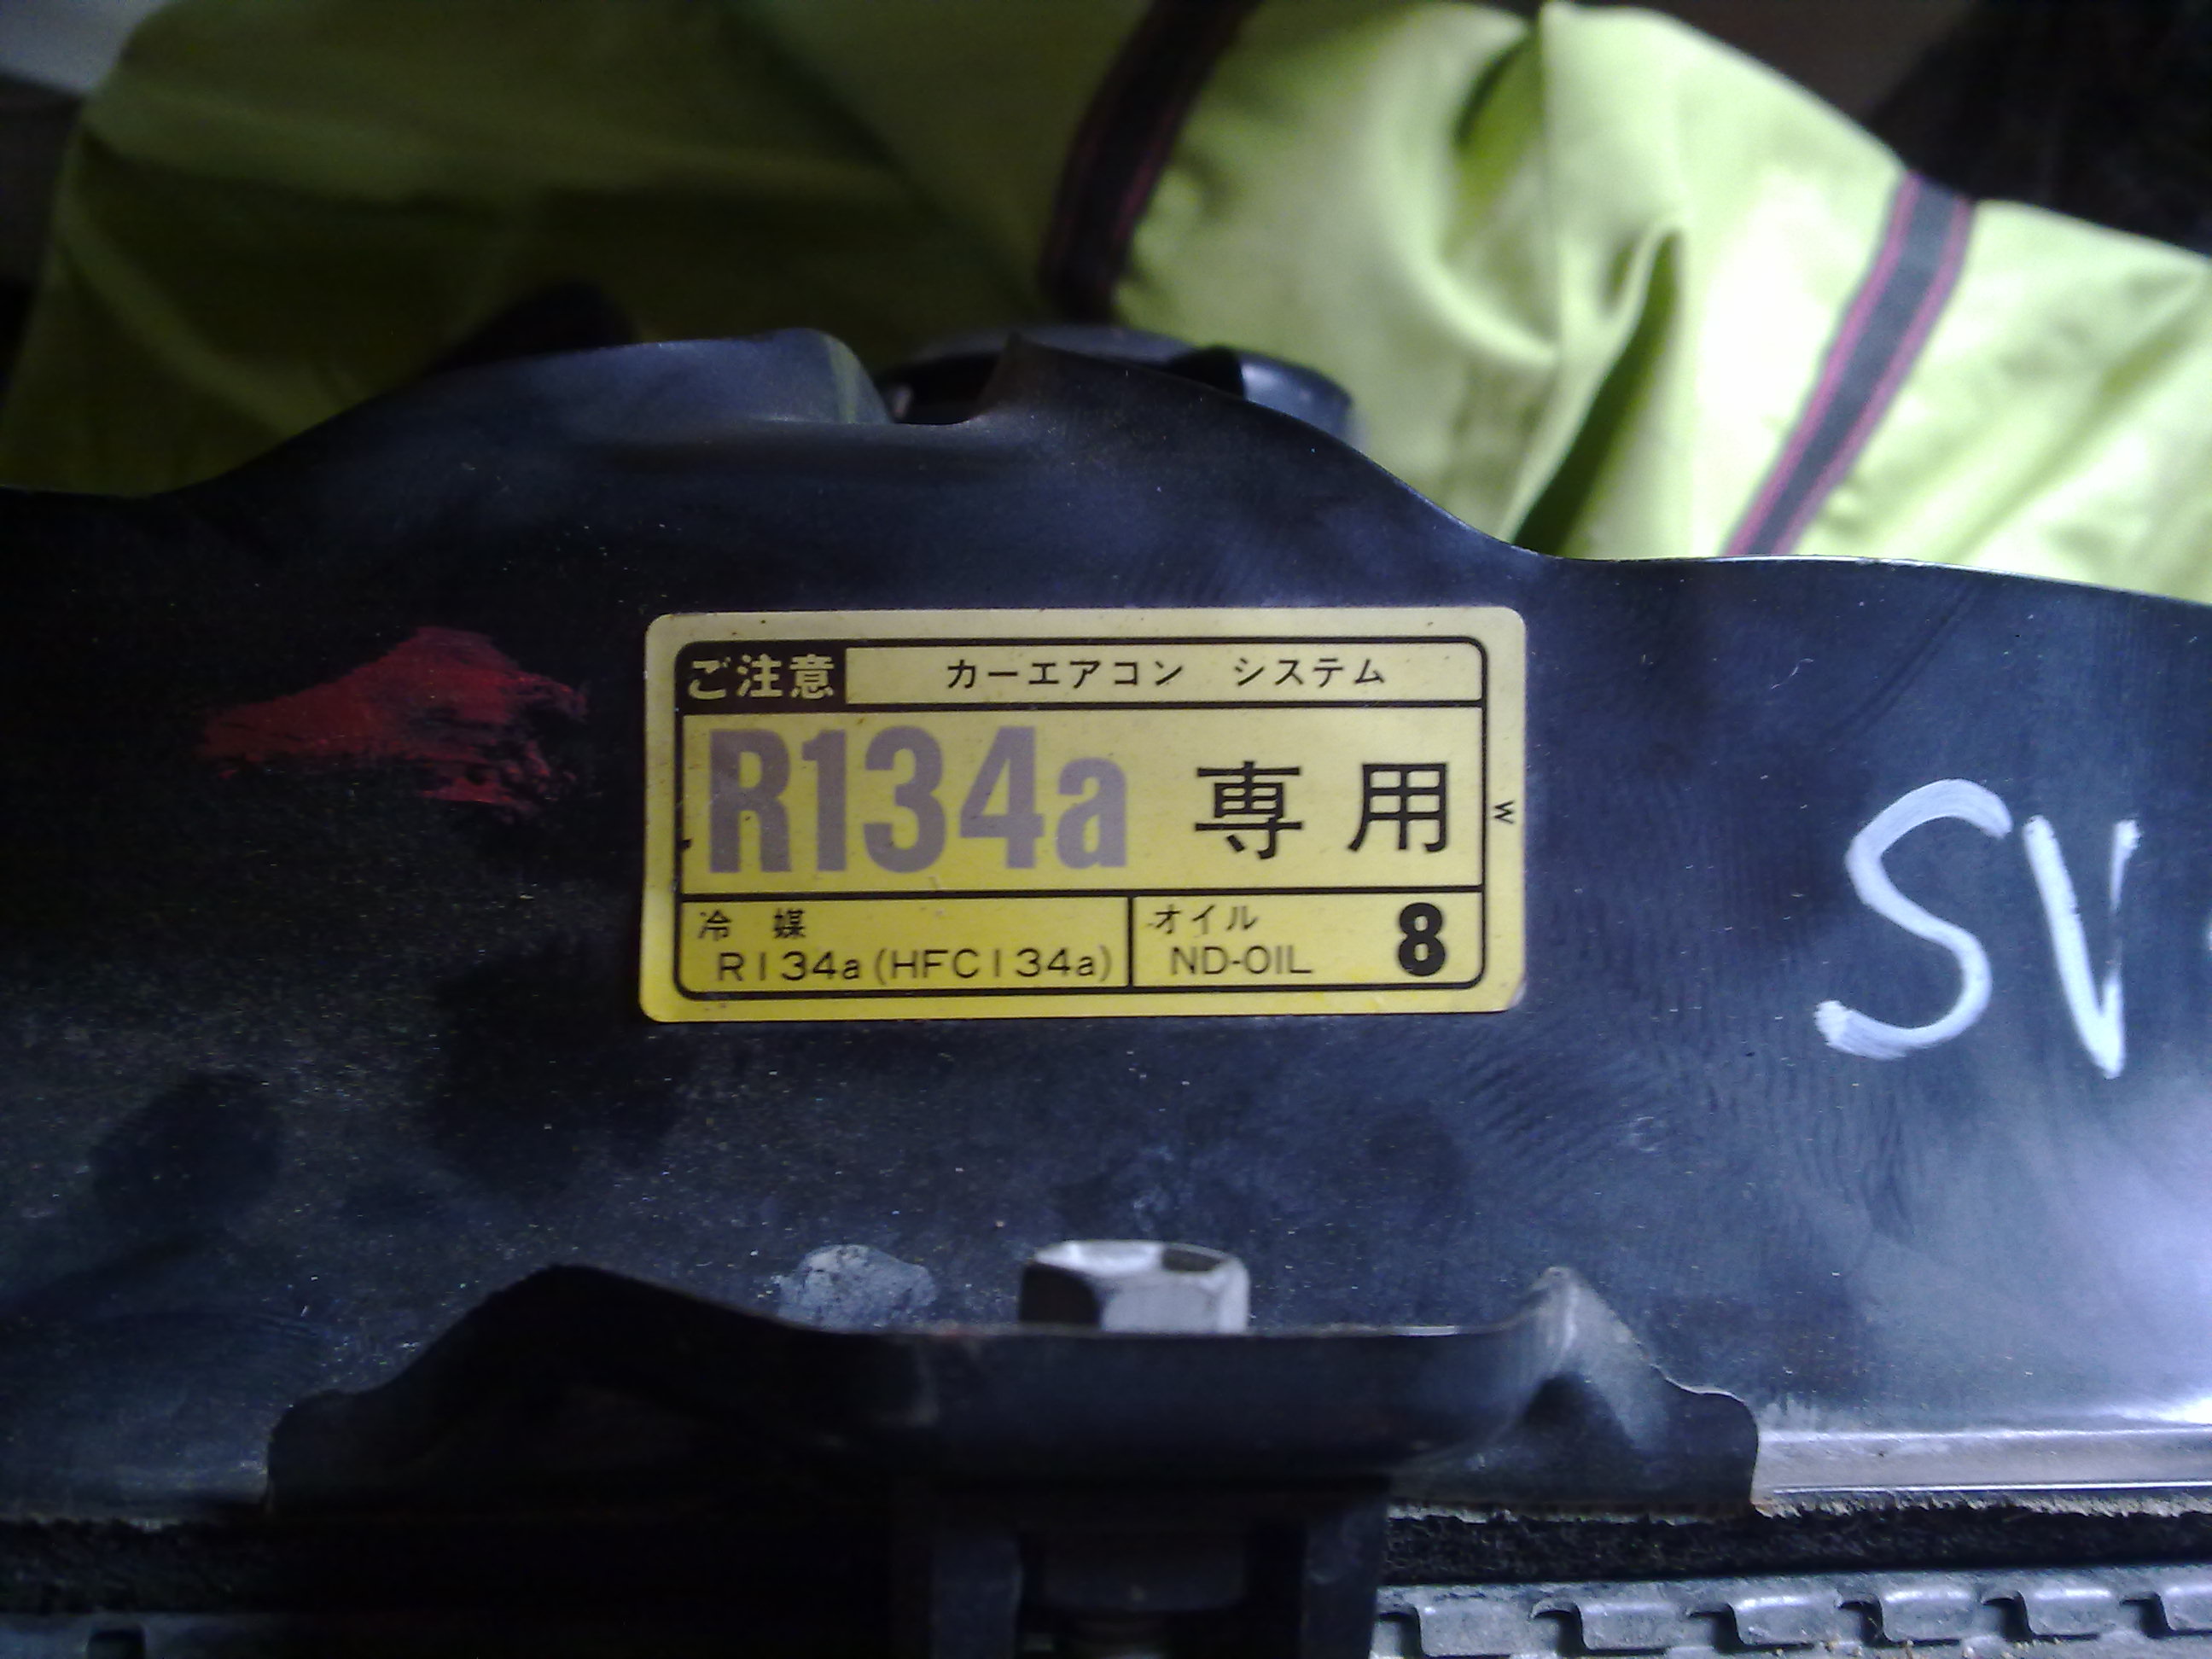 ご注意 カーエアコン システム
R134a 専用
W
冷媒
R134a (HFC134a)
オイル
ND-OIL 8
SV